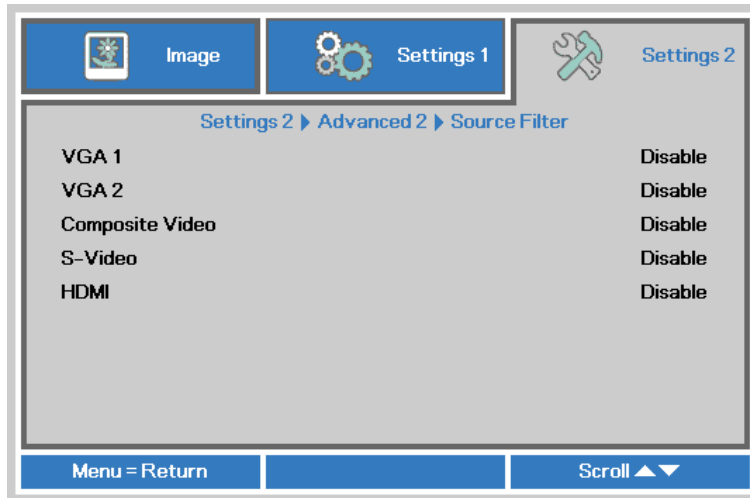 Image
Settings 1
Settings 2
Settings 2 ▶ Advanced 2 ▶ Source Filter
VGA 1 Disable
VGA 2 Disable
Composite Video Disable
S-Video Disable
HDMI Disable
Menu = Return
Scroll ▲▼